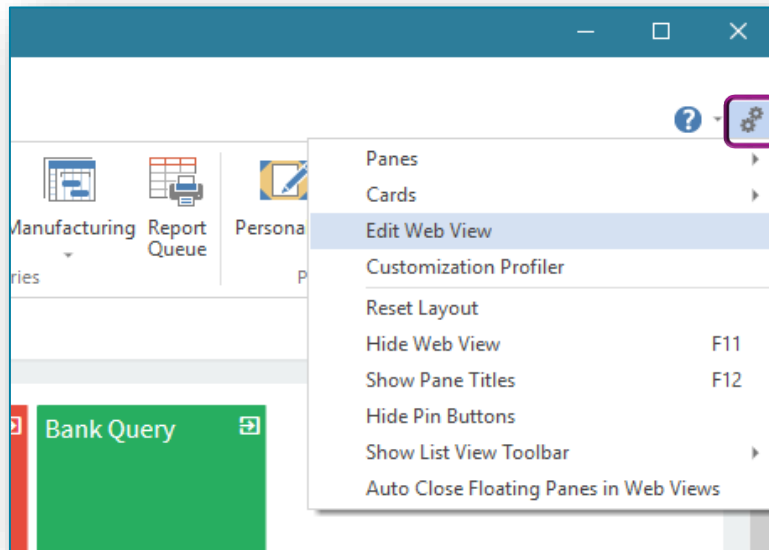 Panes
Cards
Edit Web View
Customization Profiler
Reset Layout
Hide Web View F11
Show Pane Titles F12
Hide Pin Buttons
Show List View Toolbar
Auto Close Floating Panes in Web Views
Manufacturing
Report
Queue
Persona
ries
P
Bank Query